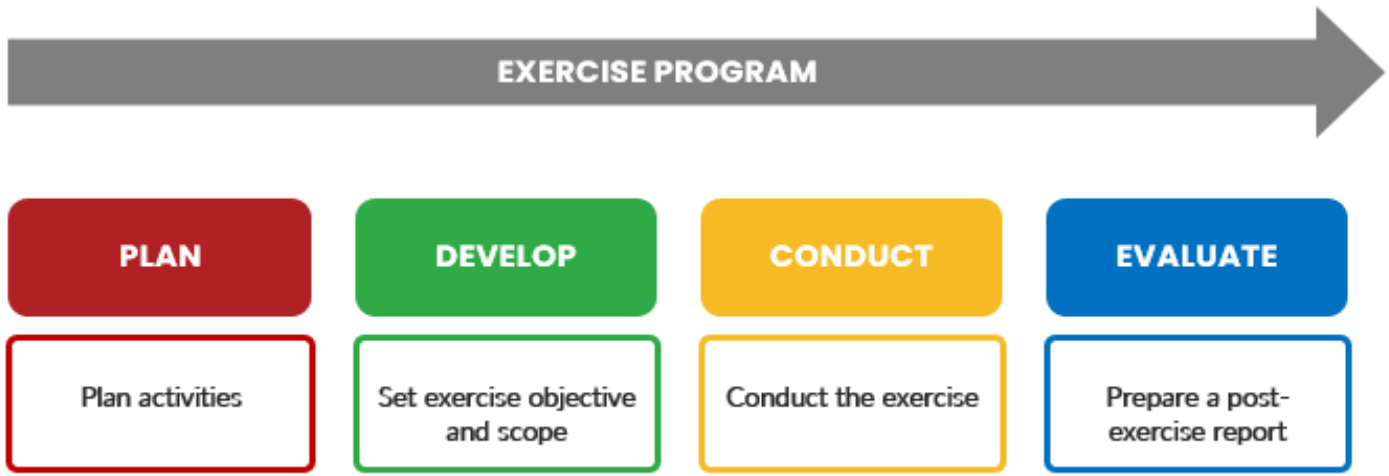 EXERCISE PROGRAM
PLAN
DEVELOP
CONDUCT
EVALUATE
Plan activities
Set exercise objective
and scope
Conduct the exercise
Prepare a post-
exercise report